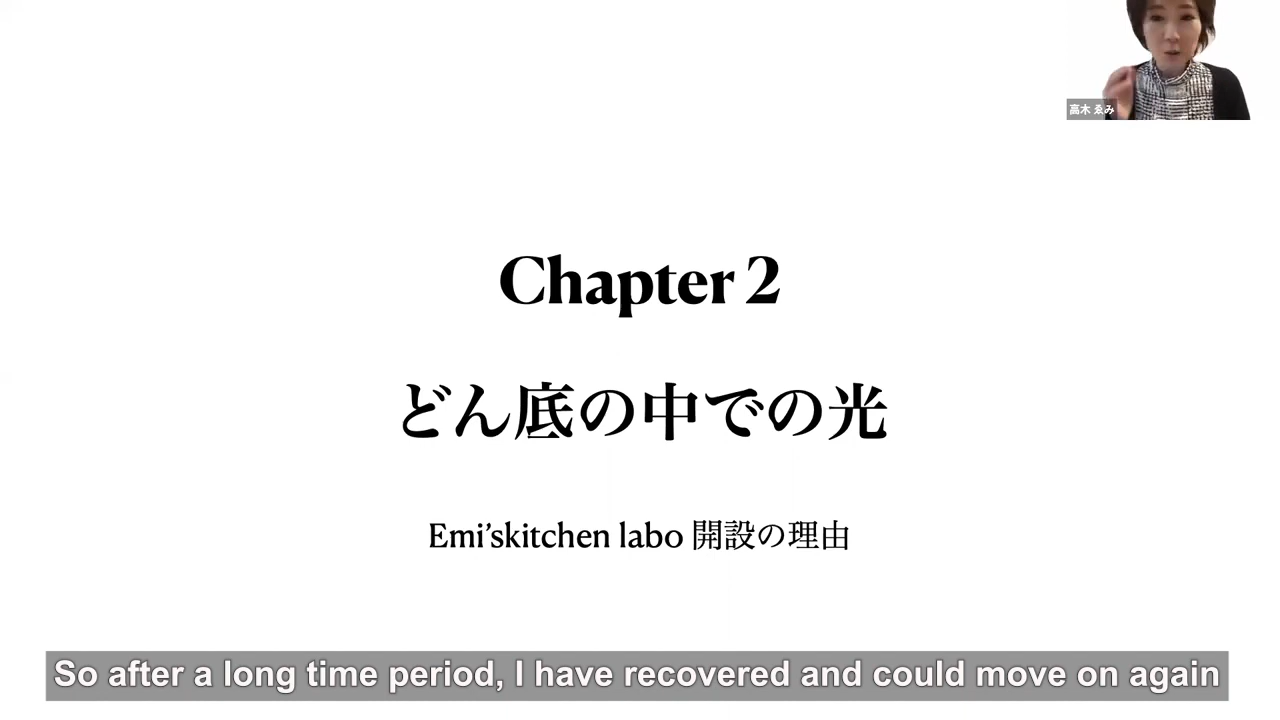 高木 ゑみ
Chapter 2
どん底の中での光
Emi'skitchen labo 開設の理由
So after a long time period, I have recovered and could move on again